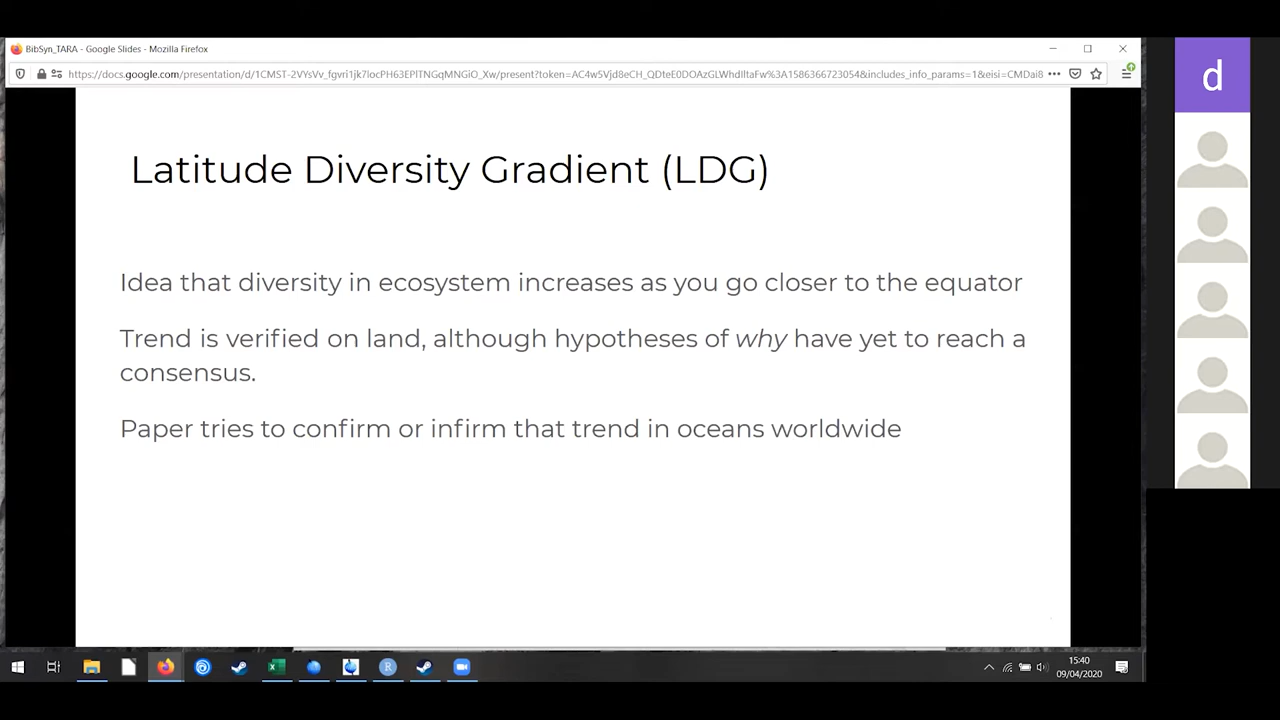 BibSyn_TARA - Google Slides - Mozilla Firefox
d
Latitude Diversity Gradient (LDG)
Idea that diversity in ecosystem increases as you go closer to the equator
Trend is verified on land, although hypotheses of why have yet to reach a
consensus.
Paper tries to confirm or infirm that trend in oceans worldwide
15:40
09/04/2020